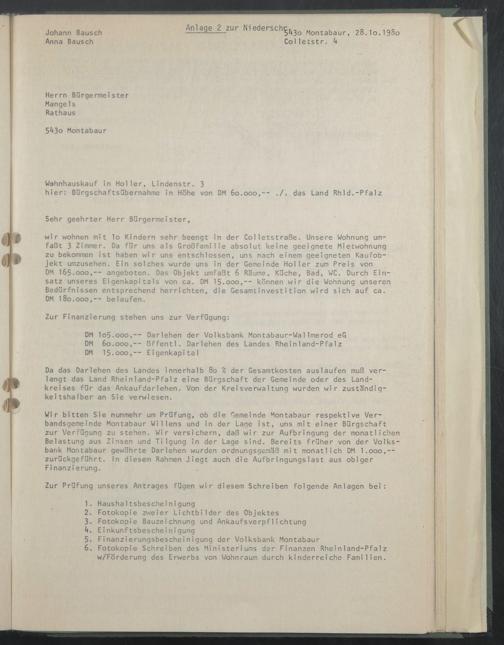 Anlage 2 zur Niederschr.
Johann Bausch
5430 Montabaur, 28.10.1980
Anna Bausch
Colletstr. 4
Herrn Bürgermeister
Mangels
Rathaus
5430 Montabaur
Wohnhauskauf in Holler, Lindenstr. 3
hier: Bürgschaftsübernahme in Höhe von DM 60.000,-- ./. das Land Rhld.-Pfalz
Sehr geehrter Herr Bürgermeister,
wir wohnen mit 10 Kindern sehr beengt in der Colletstraße. Unsere Wohnung um-
faßt 3 Zimmer. Da für uns als Großfamilie absolut keine geeignete Mietwohnung
zu bekommen ist haben wir uns entschlossen, uns nach einem geeigneten Kaufob-
jekt umzusehen. Ein solches wurde uns in der Gemeinde Holler zum Preis von
DM 165.000,-- angeboten. Das Objekt umfaßt 6 Räume, Küche, Bad, WC. Durch Ein-
satz unseres Eigenkapitals von ca. DM 15.000,-- können wir die Wohnung unseren
Bedürfnissen entsprechend herrichten, die Gesamtinvestition wird sich auf ca.
DM 180.000,-- belaufen.
Zur Finanzierung stehen uns zur Verfügung:
DM 105.000,-- Darlehen der Volksbank Montabaur-Wallmerod eG
DM 60.000,-- öffentl. Darlehen des Landes Rheinland-Pfalz
DM 15.000,-- Eigenkapital
Da das Darlehen des Landes innerhalb 80 % der Gesamtkosten auslaufen muß ver-
langt das Land Rheinland-Pfalz eine Bürgschaft der Gemeinde oder des Land-
kreises für das Ankaufdarlehen. Von der Kreisverwaltung wurden wir zuständig-
keitshalber an Sie verwiesen.
Wir bitten Sie nunmehr um Prüfung, ob die Gemeinde Montabaur respektive Ver-
bandsgemeinde Montabaur Willens und in der Lage ist, uns mit einer Bürgschaft
zur Verfügung zu stehen. Wir versichern, daß wir zur Aufbringung der monatlichen
Belastung aus Zinsen und Tilgung in der Lage sind. Bereits früher von der Volks-
bank Montabaur gewährte Darlehen wurden ordnungsgemäß mit monatlich DM 1.000,--
zurückgeführt. In diesem Rahmen liegt auch die Aufbringungslast aus obiger
Finanzierung.
Zur Prüfung unseres Antrages fügen wir diesem Schreiben folgende Anlagen bei:
1. Haushaltsbescheinigung
2. Fotokopie zweier Lichtbilder des Objektes
3. Fotokopie Bauzeichnung und Ankaufsverpflichtung
4. Einkunftsbescheinigung
5. Finanzierungsbescheinigung der Volksbank Montabaur
6. Fotokopie Schreiben des Ministeriums der Finanzen Rheinland-Pfalz
w/Förderung des Erwerbs von Wohnraum durch kinderreiche Familien.